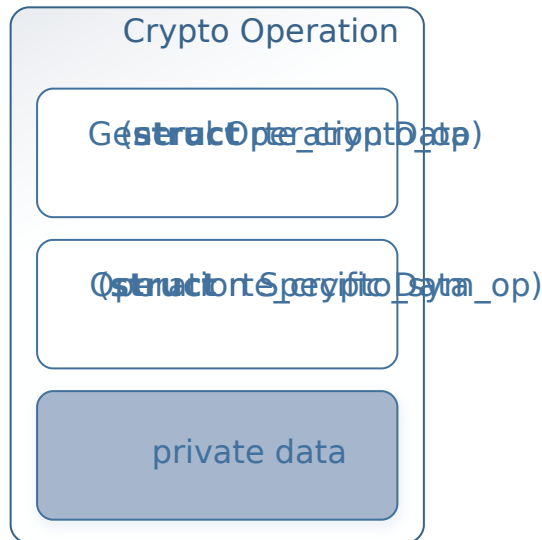 Crypto Operation
General Operation Data
(struct rte_crypto_op)
Operation Specific Data
(struct rte_crypto_sym_op)
private data